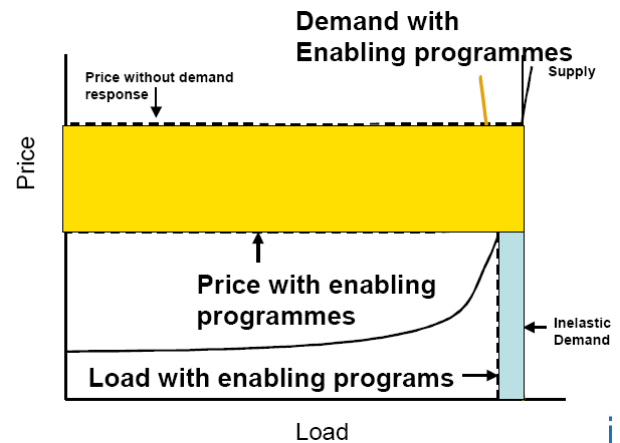 Demand with
Enabling programmes
Price without demand
response
Supply
Price
Price with enabling
programmes
Inelastic
Demand
Load with enabling programs
Load